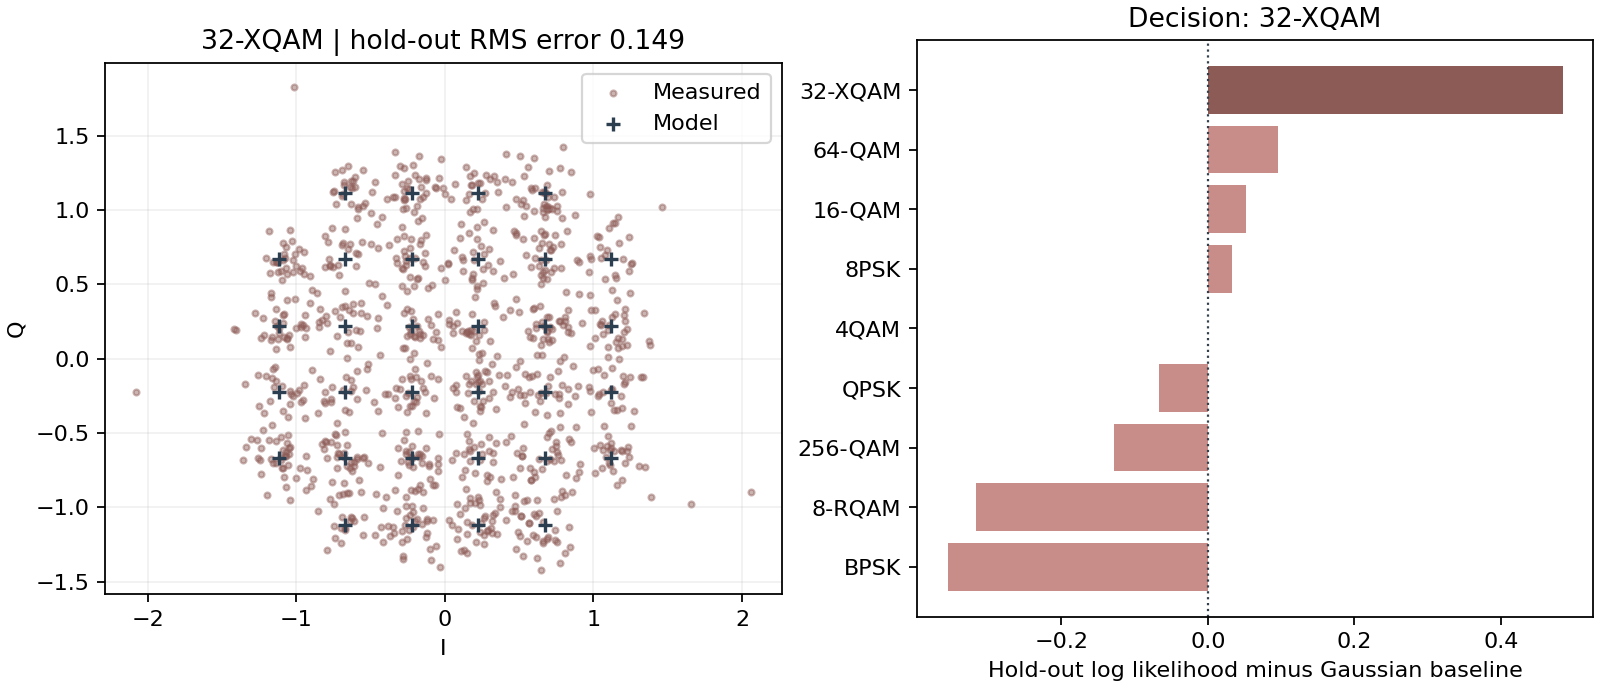 32-XQAM | hold-out RMS error 0.149
Measured
Model
1.5
1.0
0.5
0.0
−0.5
−1.0
−1.5
Q
−2
−1
0
1
2
I
Decision: 32-XQAM
32-XQAM
64-QAM
16-QAM
8PSK
4QAM
QPSK
256-QAM
8-RQAM
BPSK
−0.2
0.0
0.2
0.4
Hold-out log likelihood minus Gaussian baseline